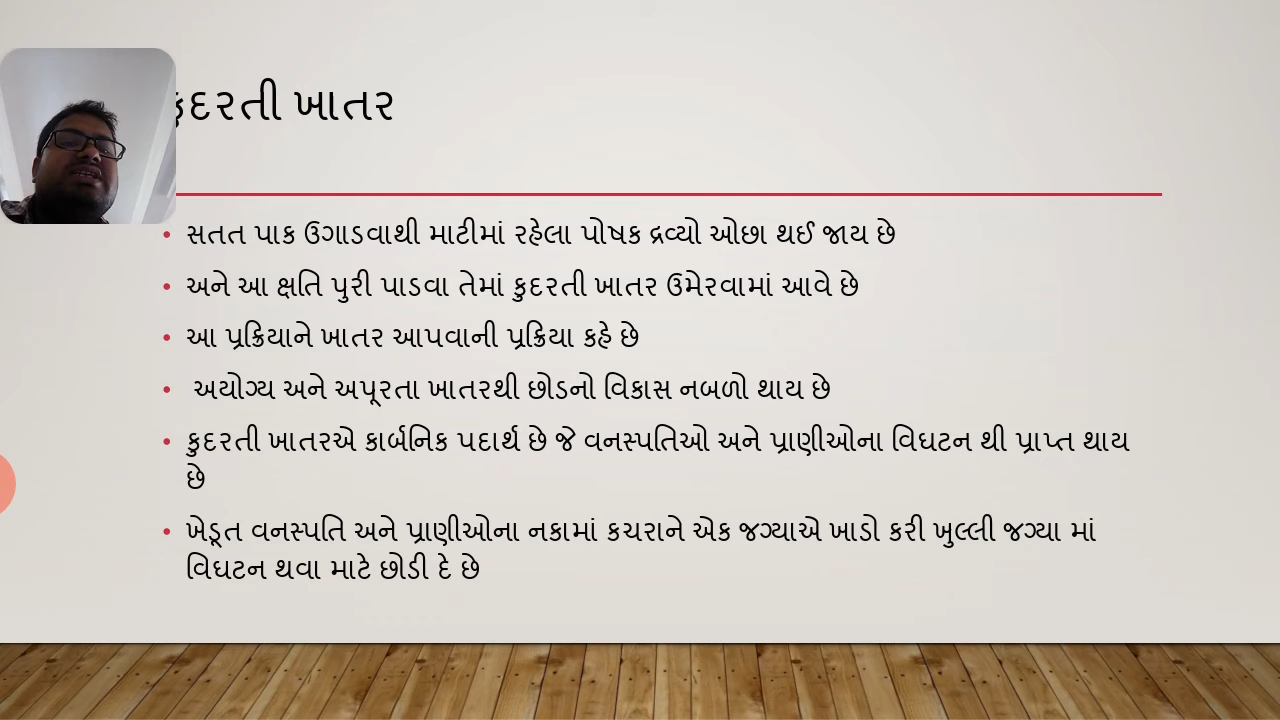 કુદરતી ખાતર
સતત પાક ઉગાડવાથી માટીમાં રહેલા પોષક દ્રવ્યો ઓછા થઈ જાય છે
અને આ ક્ષતિ પુરી પાડવા તેમાં કુદરતી ખાતર ઉમેરવામાં આવે છે
આ પ્રક્રિયાને ખાતર આપવાની પ્રક્રિયા કહે છે
અયોગ્ય અને અપૂરતા ખાતરથી છોડનો વિકાસ નબળો થાય છે
કુદરતી ખાતરએ કાર્બનિક પદાર્થ છે જે વનસ્પતિઓ અને પ્રાણીઓના વિઘટન થી પ્રાપ્ત થાય
છે
ખેડૂત વનસ્પતિ અને પ્રાણીઓના નકામાં કચરાને એક જગ્યાએ ખાડો કરી ખુલ્લી જગ્યા માં
વિઘટન થવા માટે છોડી દે છે